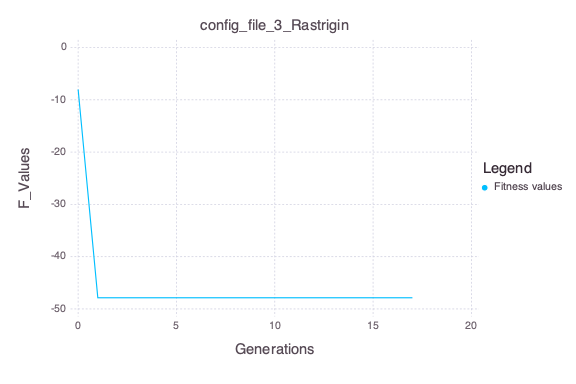 config_file_3_Rastrigin
0
-10
-20
-30
-40
-50
F_Values
0 5 10 15 20
Generations
Legend
Fitness values